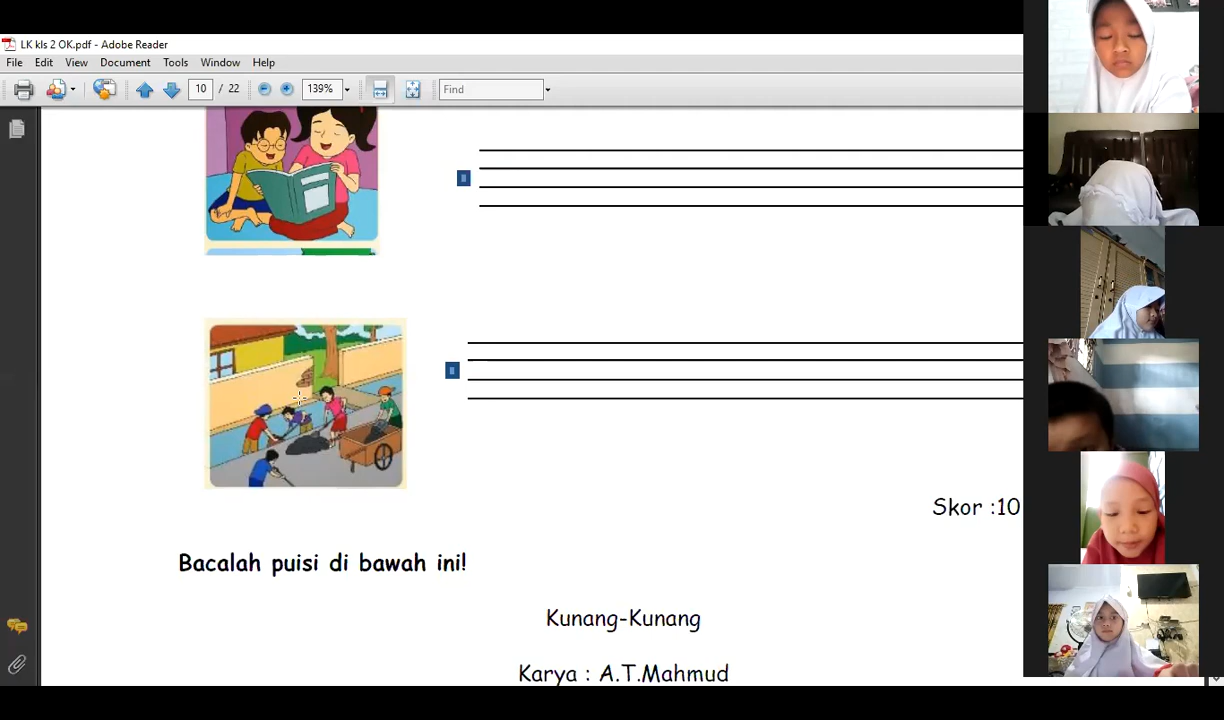 LK kls 2 OK.pdf - Adobe Reader
File Edit View Document Tools Window Help
10 / 22 139% Find
Skor :10
Bacalah puisi di bawah ini!
Kunang-Kunang
Karya : A.T.Mahmud